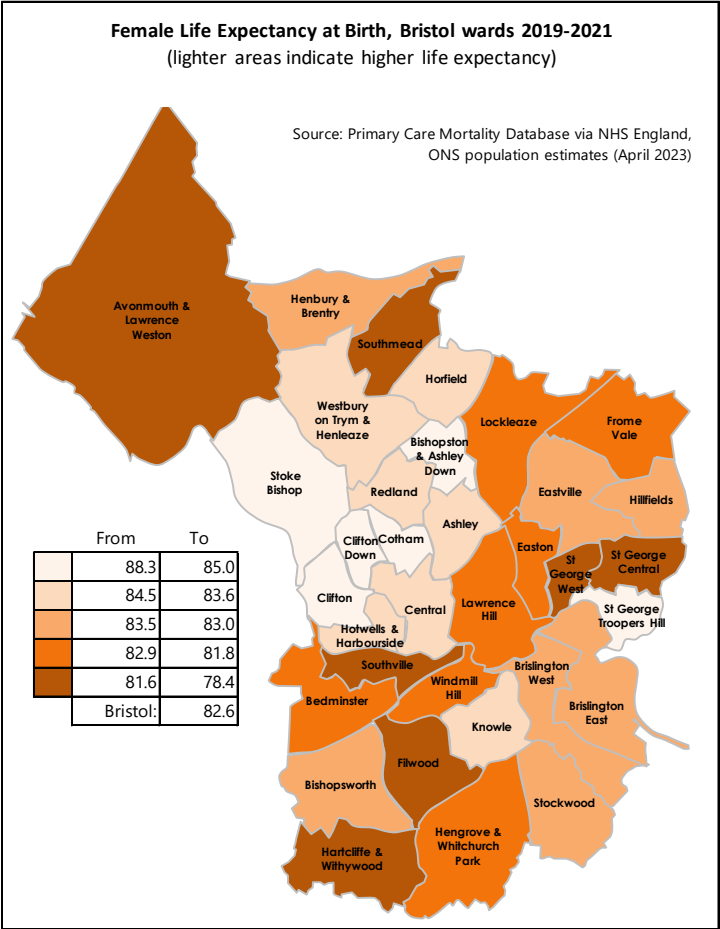 Female Life Expectancy at Birth, Bristol wards 2019-2021
(lighter areas indicate higher life expectancy)
Source: Primary Care Mortality Database via NHS England,
ONS population estimates (April 2023)
Avonmouth &
Lawrence
Weston
Henbury &
Brentry
Southmead
Horfield
Westbury
on Trym &
Henleaze
Lockleaze
Frome
Vale
Bishopston
& Ashley
Down
Stoke
Bishop
Redland
Eastville
Hillfields
Ashley
Clifton
Down
Cotham
Easton
St
George
West
St George
Central
Clifton
Central
Lawrence
Hill
St George
Troopers Hill
Hotwells &
Harbourside
Southville
Brislington
West
Windmill
Hill
Bedminster
Brislington
East
Knowle
Filwood
Bishopsworth
Stockwood
Hengrove &
Whitchurch
Park
Hartcliffe &
Withywood
From To
88.3 85.0
84.5 83.6
83.5 83.0
82.9 81.8
81.6 78.4
Bristol: 82.6